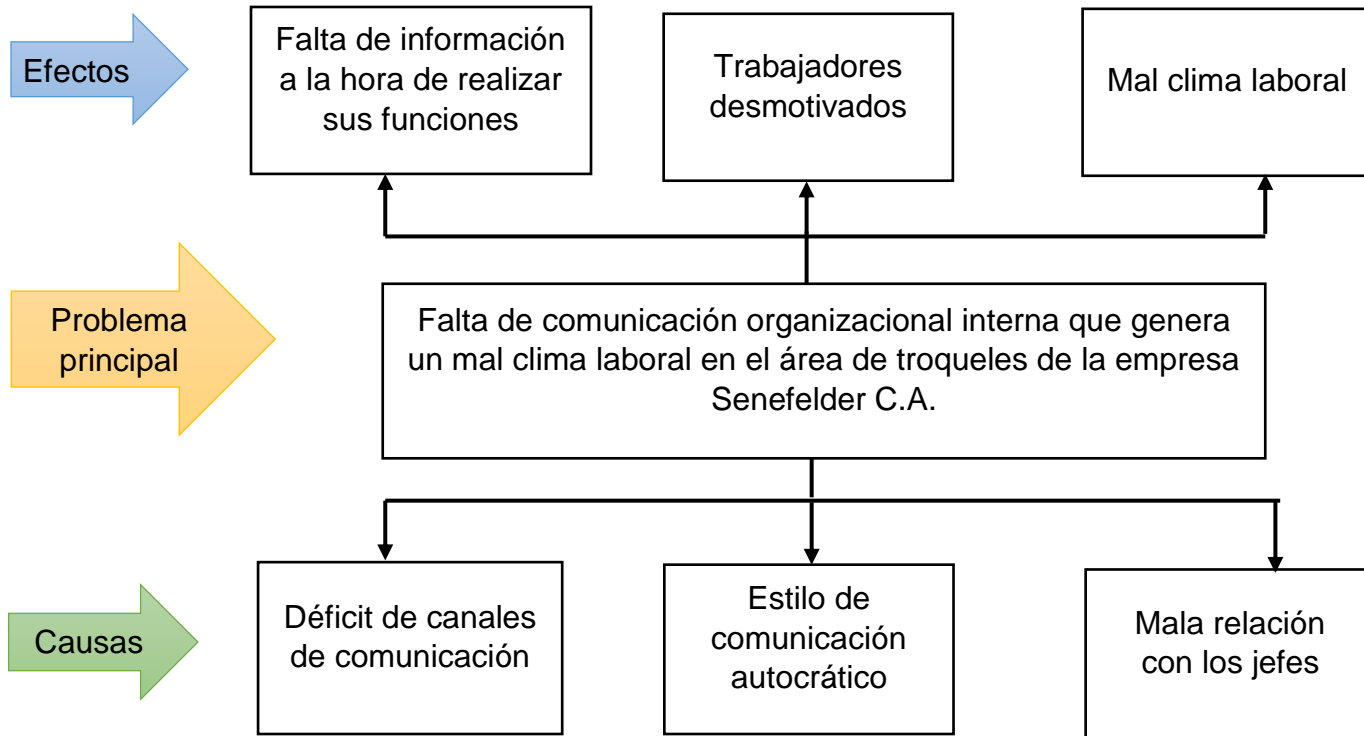 Efectos
Falta de información
a la hora de realizar
sus funciones
Trabajadores
desmotivados
Mal clima laboral
Problema
principal
Falta de comunicación organizacional interna que genera
un mal clima laboral en el área de troqueles de la empresa
Senefelder C.A.
Causas
Déficit de canales
de comunicación
Estilo de
comunicación
autocrático
Mala relación
con los jefes